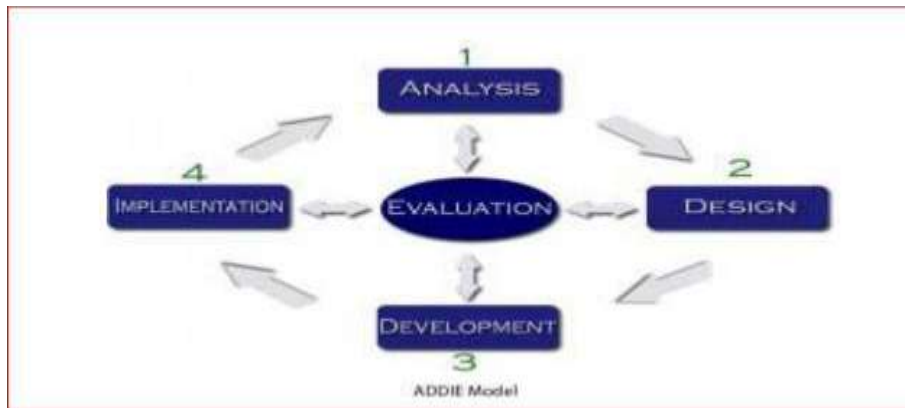 1
ANALYSIS
4
2
IMPLEMENTATION
EVALUATION
DESIGN
DEVELOPMENT
3
ADDIE Model